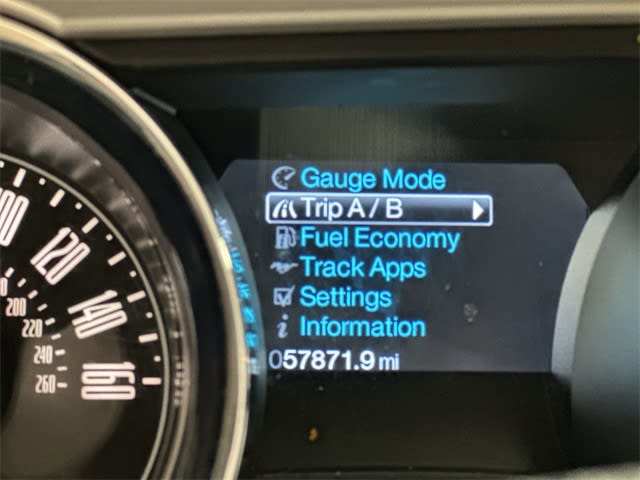 Gauge Mode
Trip A / B
Fuel Economy
Track Apps
Settings
i Information
057871.9 mi
120
140
160
200
220
240
260